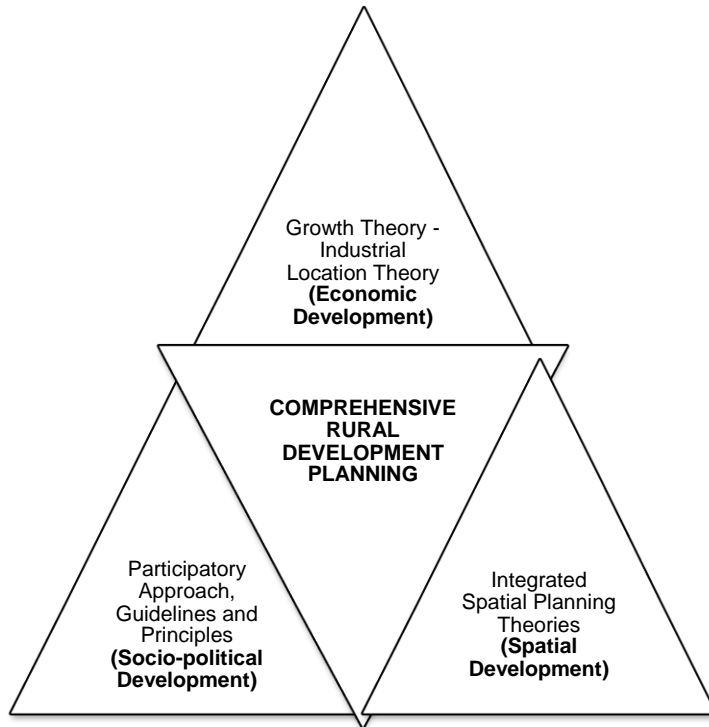 Growth Theory -
Industrial
Location Theory
(Economic
Development)
COMPREHENSIVE
RURAL
DEVELOPMENT
PLANNING
Participatory
Approach,
Guidelines and
Principles
(Socio-political
Development)
Integrated
Spatial Planning
Theories
(Spatial
Development)